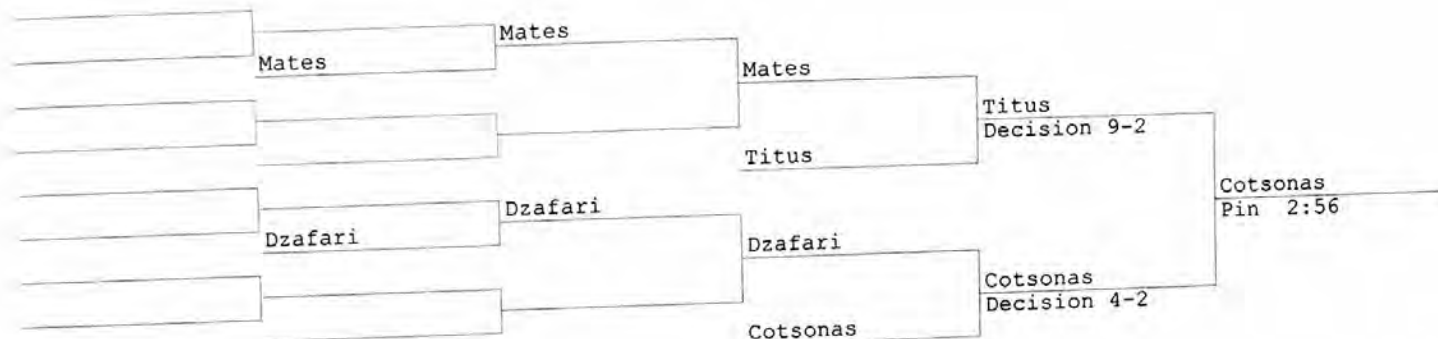 Mates
Mates
Mates
Titus
Decision 9-2
Titus
Cotsonas
Pin 2:56
Dzafari
Dzafari
Dzafari
Cotsonas
Decision 4-2
Cotsonas